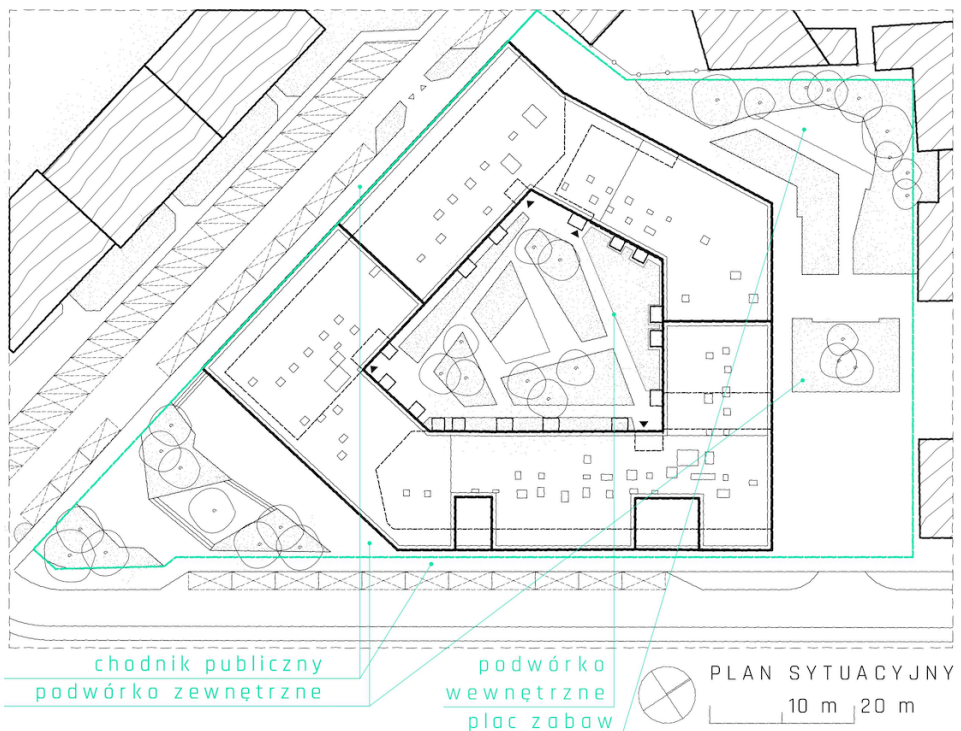 chodnik publiczny
podwórko zewnętrzne
podwórko
wewnętrzne
plac zabaw
PLAN SYTUACYJNY
10 m 20 m